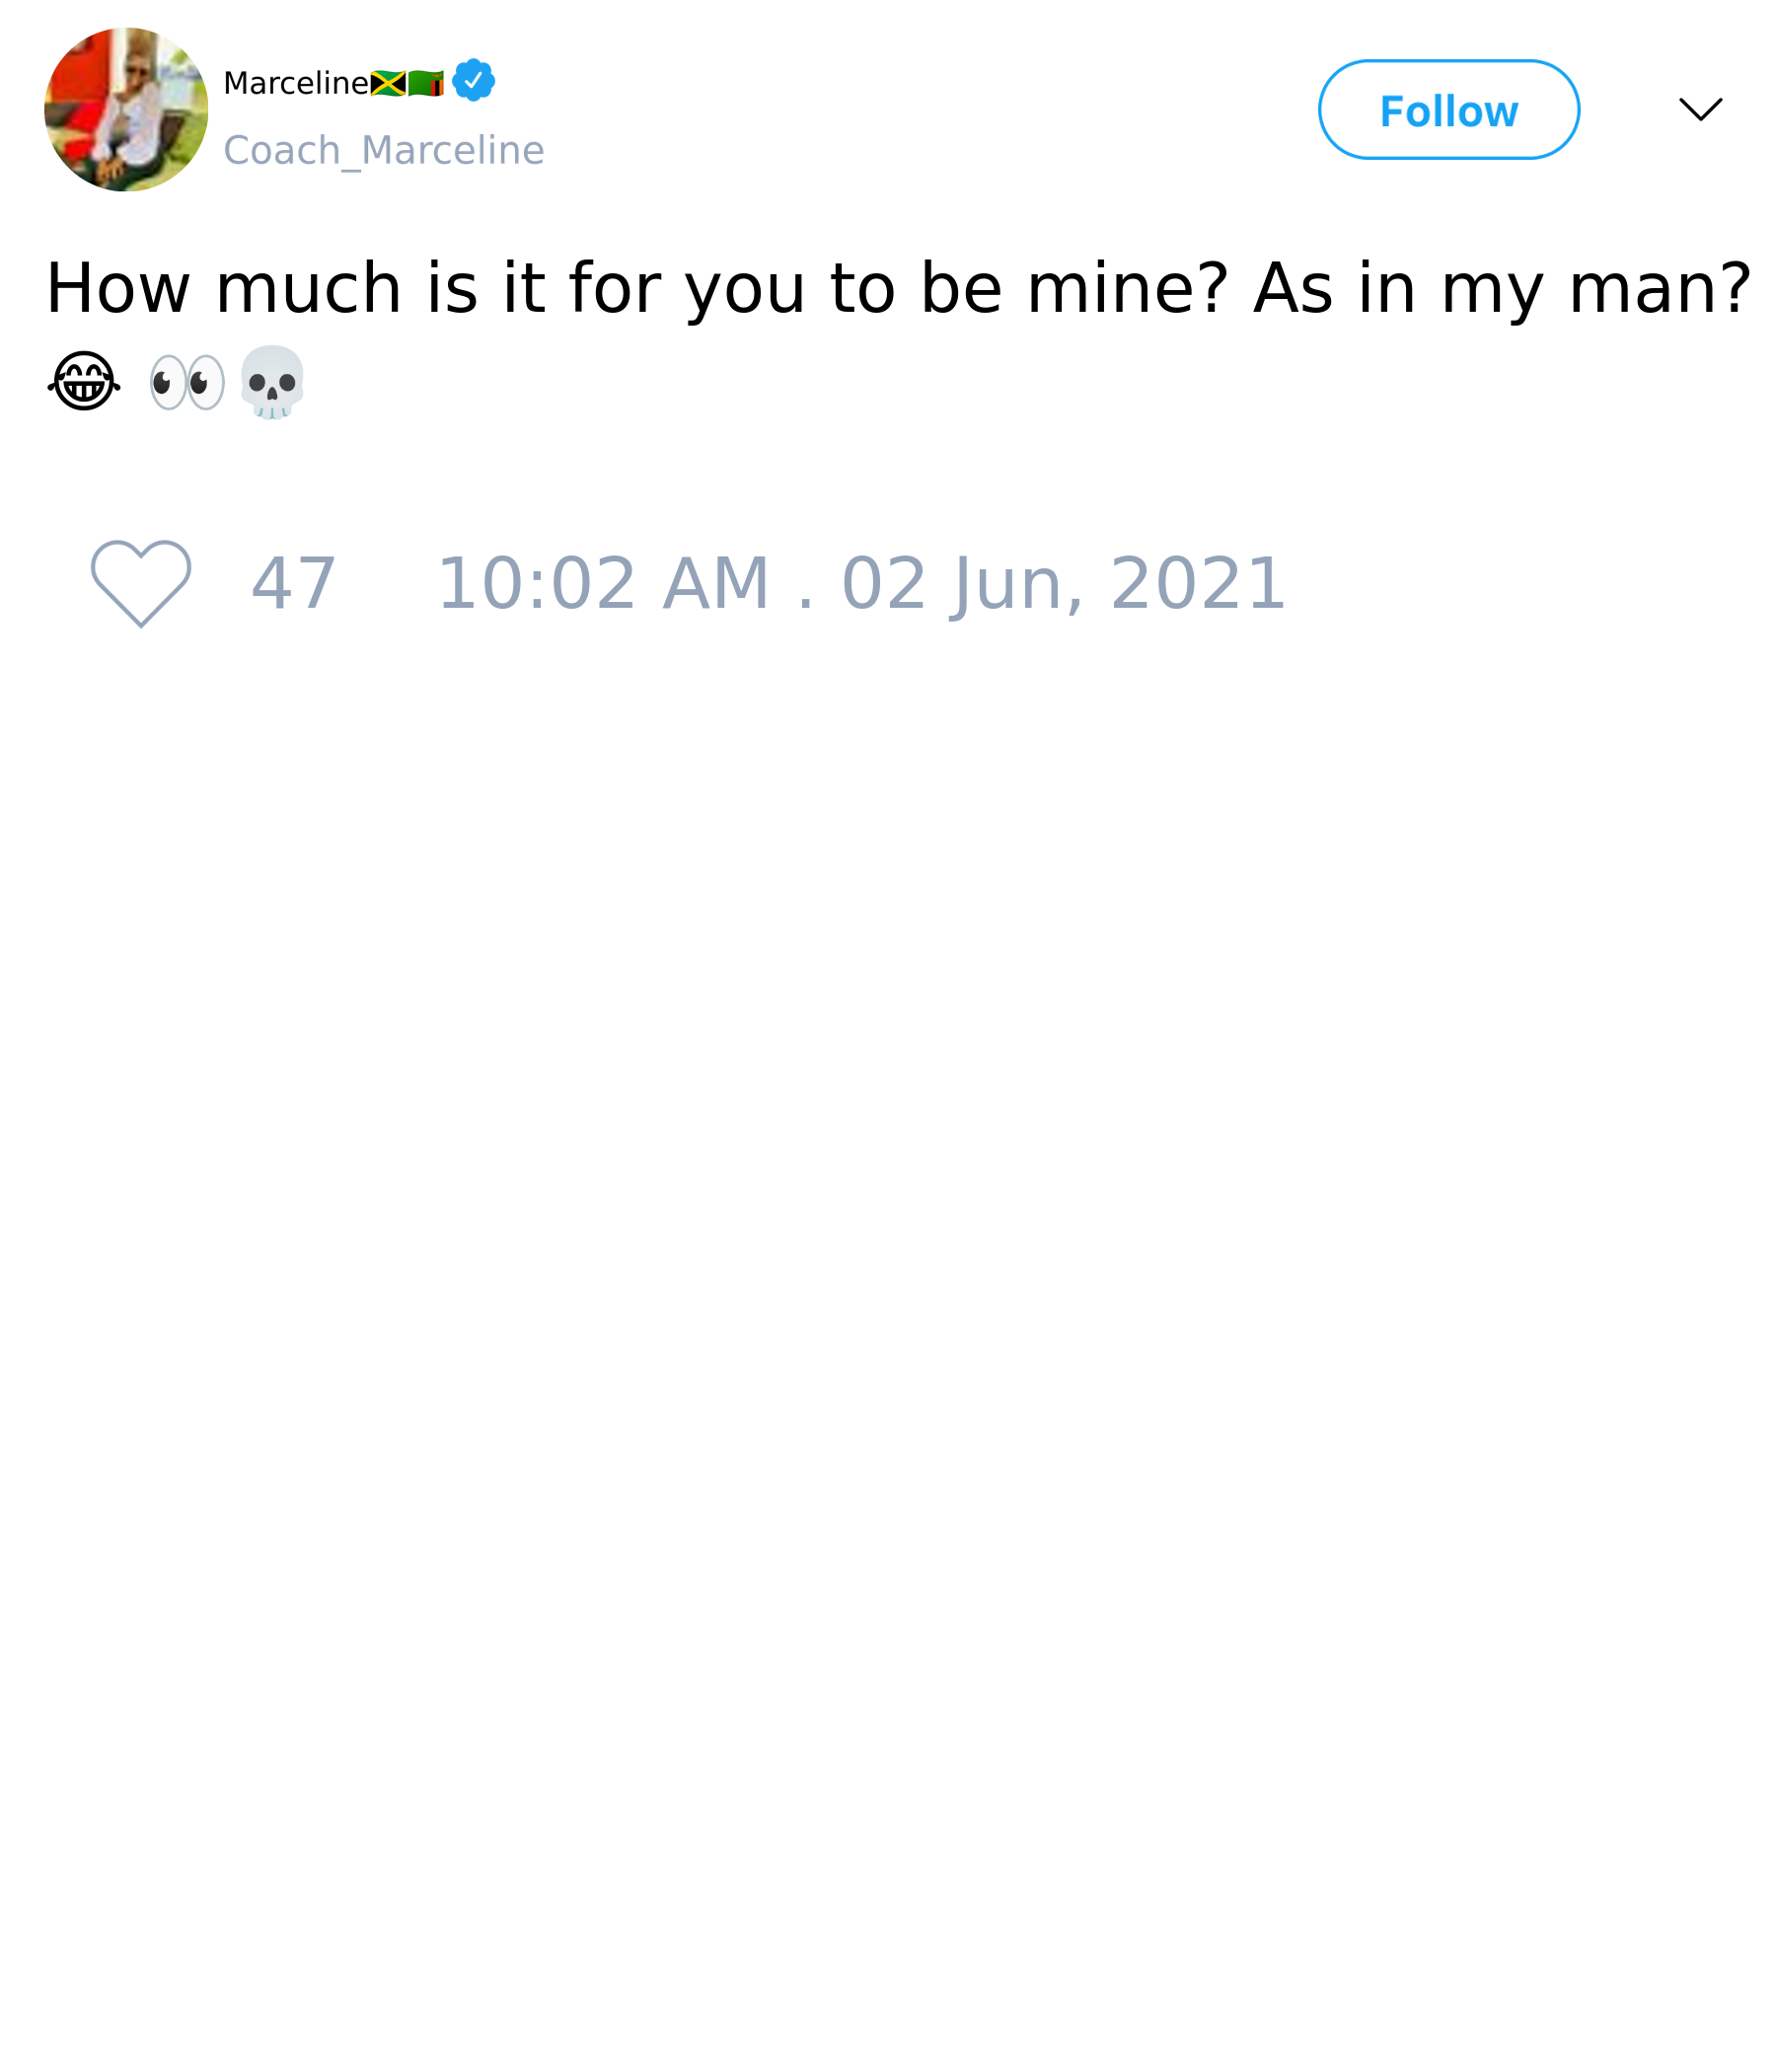 Marceline🇯🇲🇿🇲
Coach_Marceline
Follow
How much is it for you to be mine? As in my man?
😂 👀💀
47 10:02 AM . 02 Jun, 2021